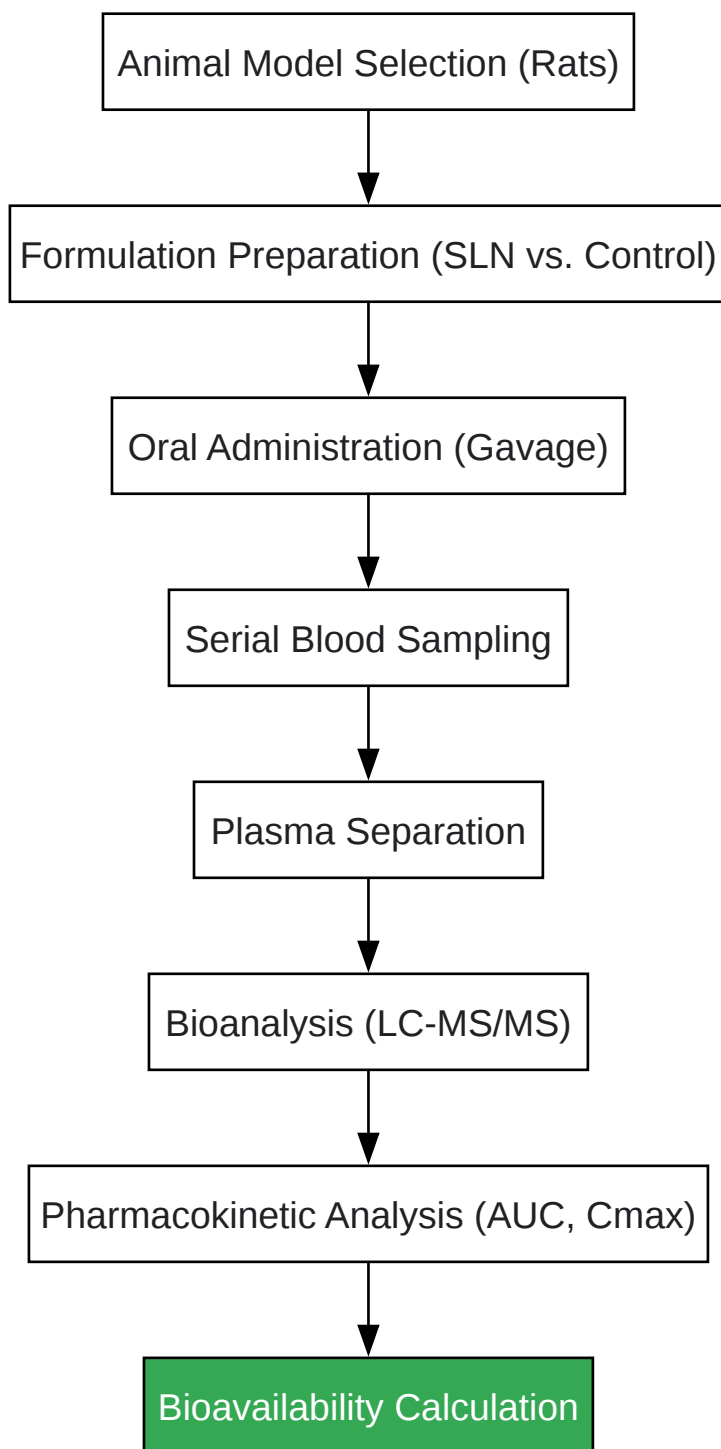 Animal Model Selection (Rats)
Formulation Preparation (SLN vs. Control)
Oral Administration (Gavage)
Serial Blood Sampling
Plasma Separation
Bioanalysis (LC-MS/MS)
Pharmacokinetic Analysis (AUC, Cmax)
Bioavailability Calculation